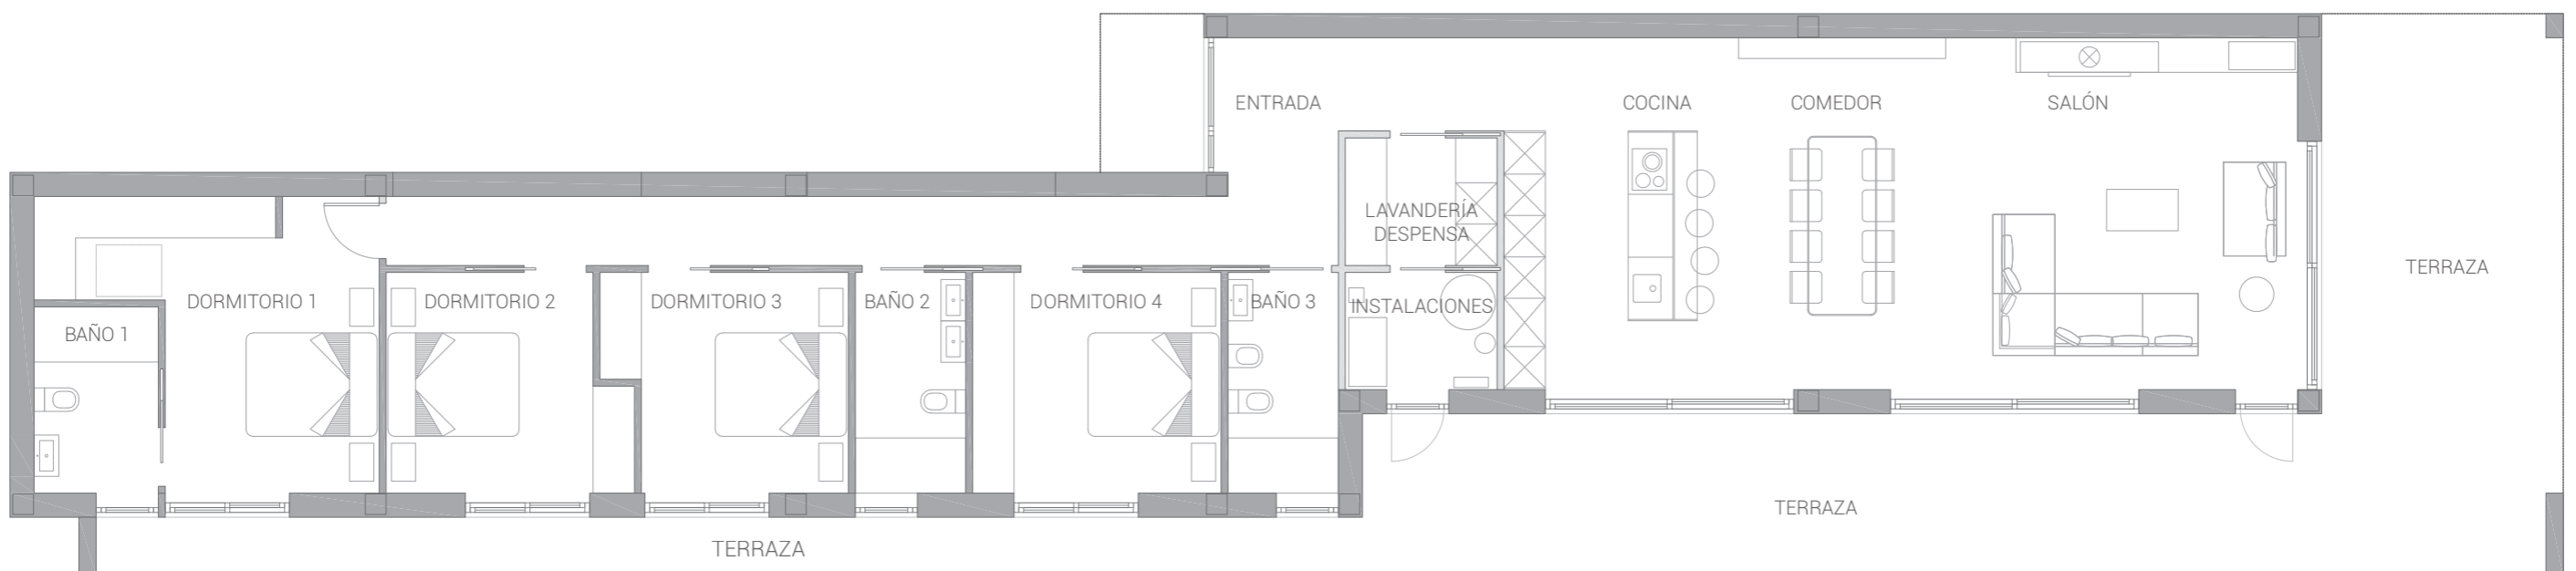 ENTRADA
COCINA
COMEDOR
SALÓN
LAVANDERÍA
DESPENSA
TERRAZA
DORMITORIO 1
DORMITORIO 2
DORMITORIO 3
BAÑO 2
DORMITORIO 4
BAÑO 3
INSTALACIONES
BAÑO 1
TERRAZA
TERRAZA